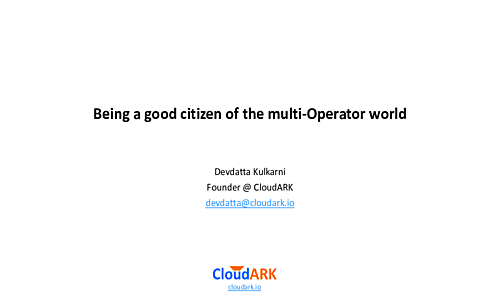 Being a good citizen of the multi-Operator world
Devdatta Kulkarni
Founder @ CloudARK
devdatta@cloudark.io
CloudARK
cloudark.io